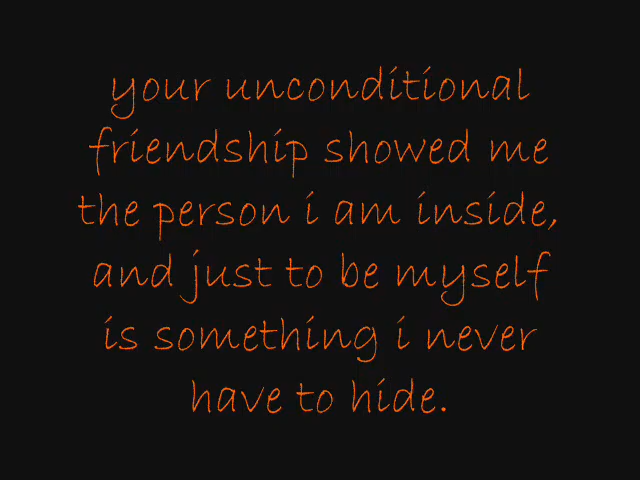 your unconditional
friendship showed me
the person i am inside,
and just to be myself
is something i never
have to hide.